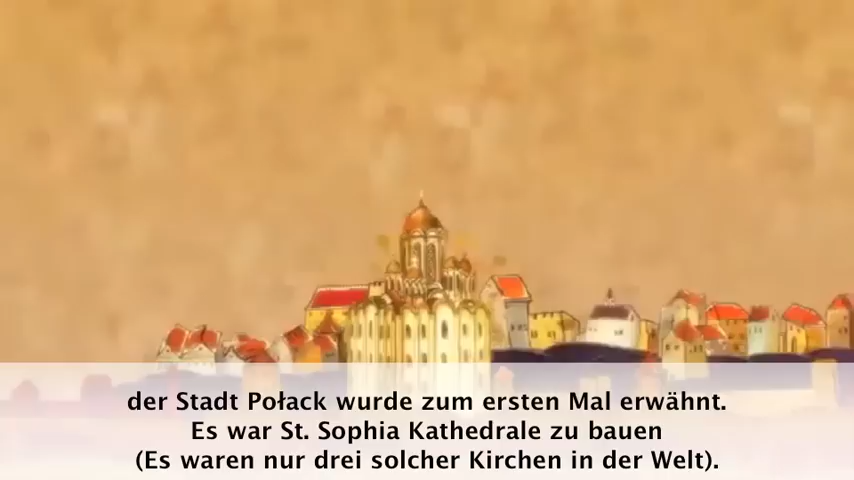 der Stadt Połack wurde zum ersten Mal erwähnt.
Es war St. Sophia Kathedrale zu bauen
(Es waren nur drei solcher Kirchen in der Welt).